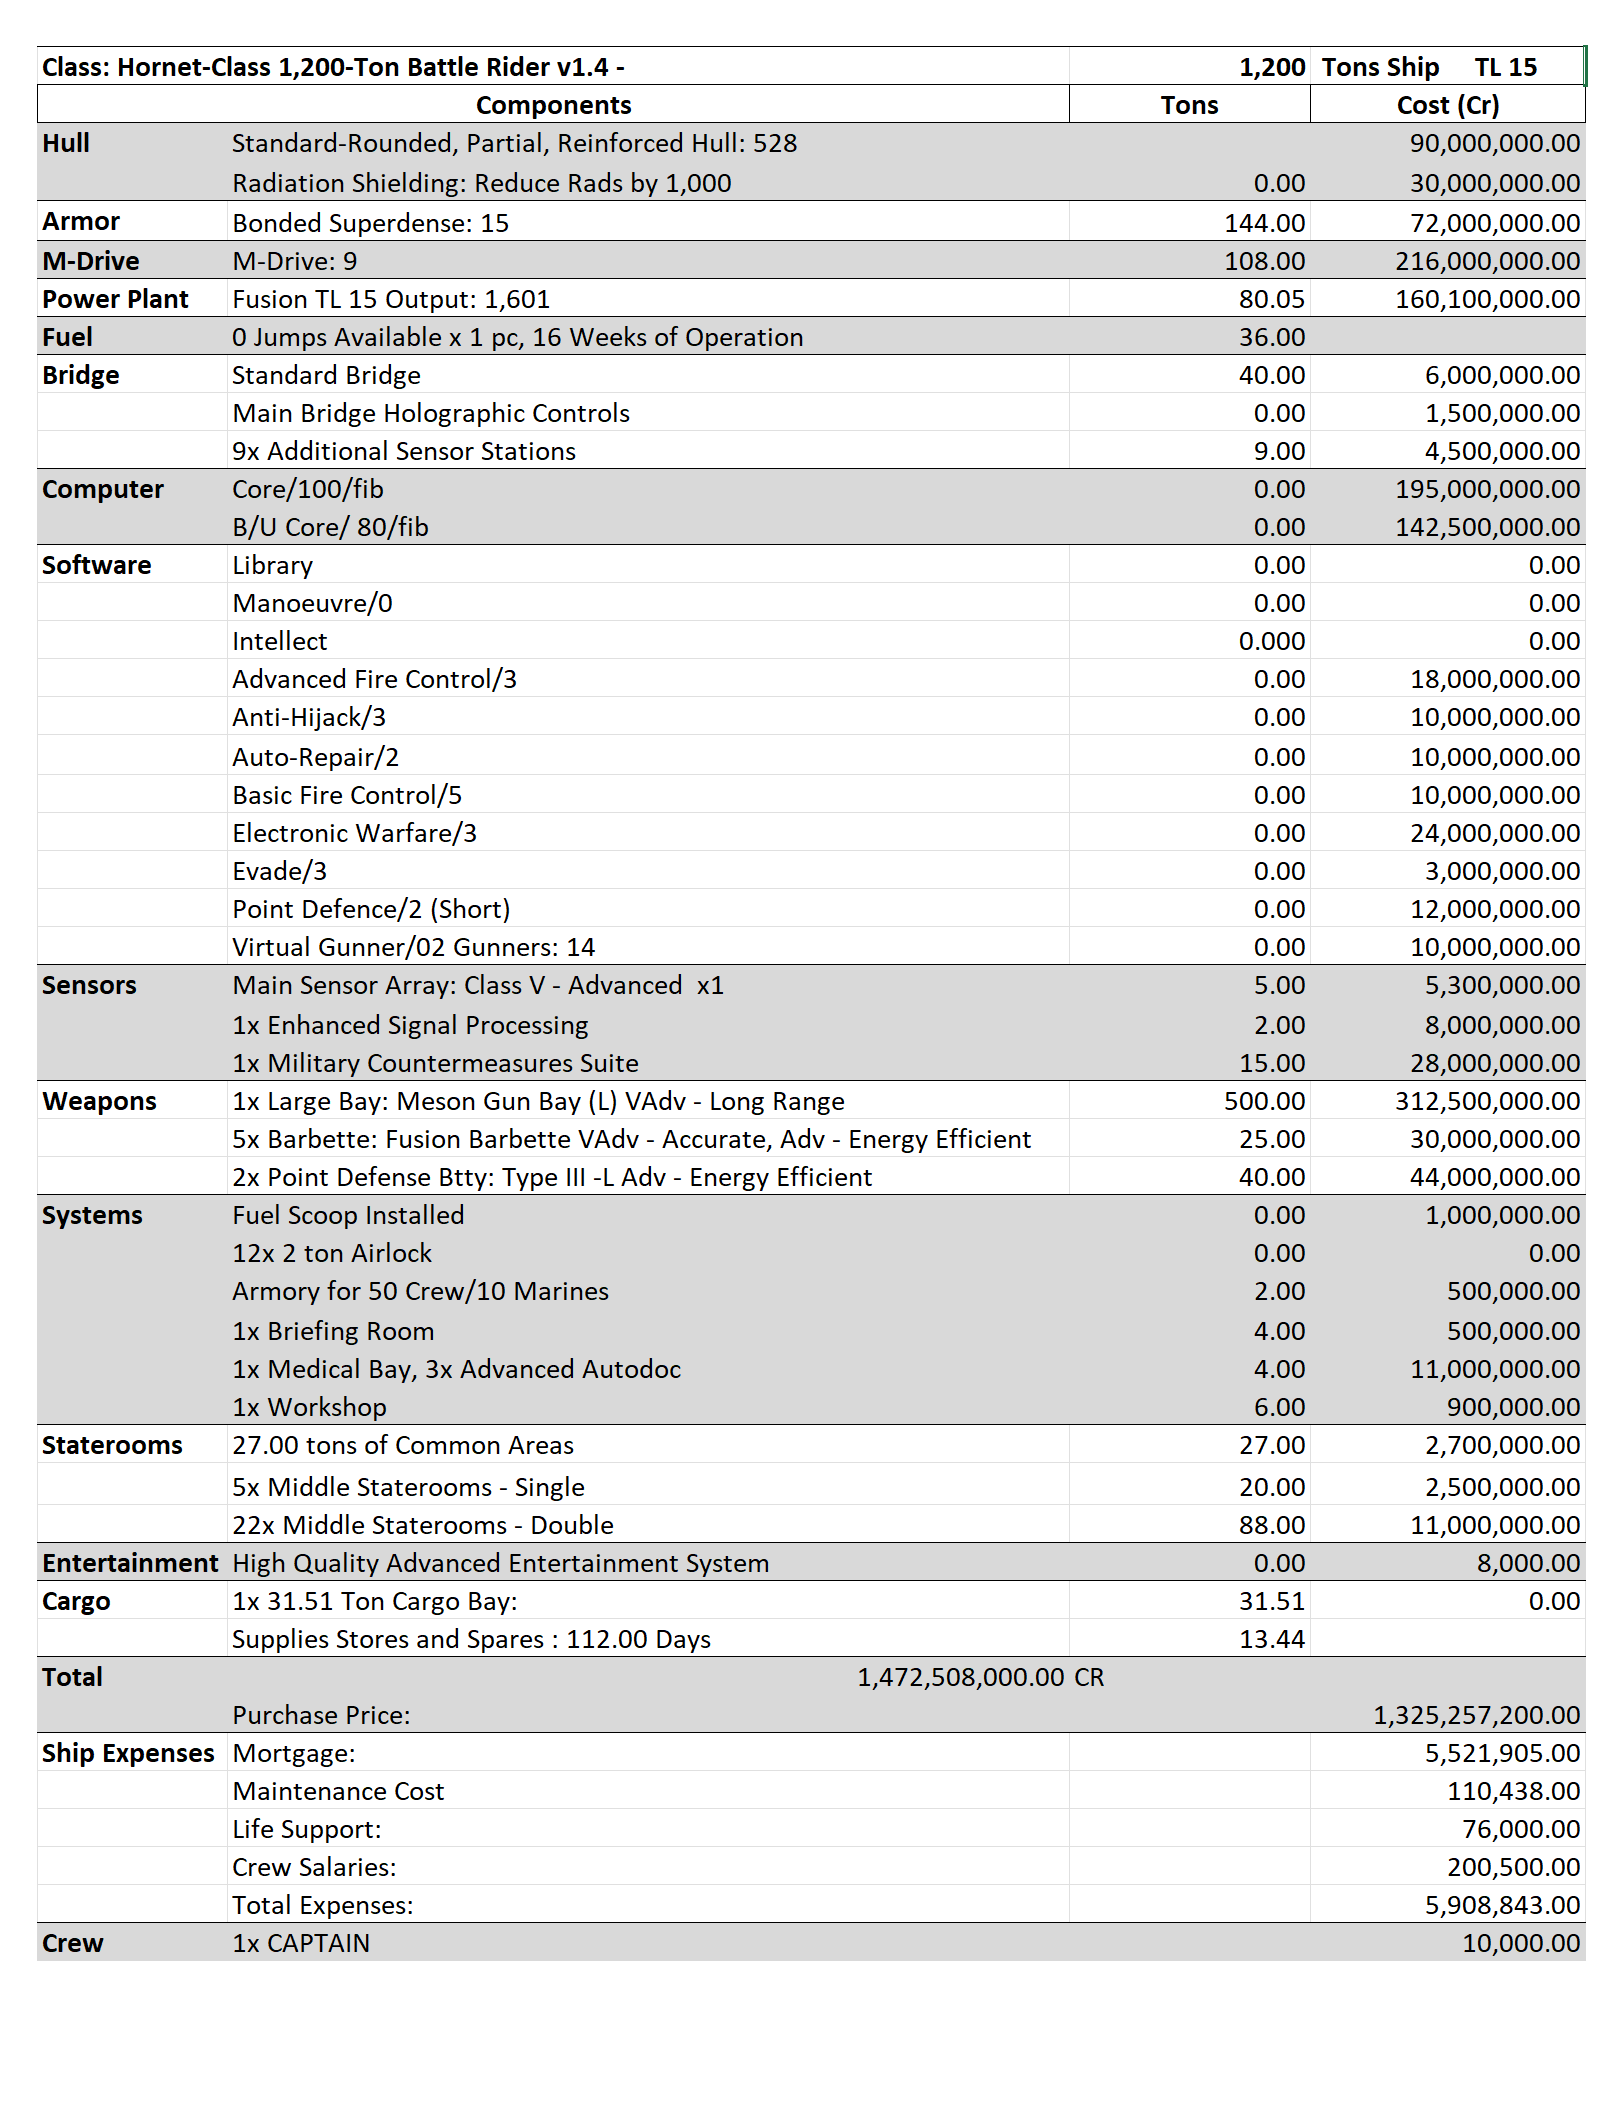 Class: Hornet-Class 1,200-Ton Battle Rider v1.4 - 1,200 Tons Ship TL 15
Components Tons Cost (Cr)
Hull Standard-Rounded, Partial, Reinforced Hull: 528 90,000,000.00
Radiation Shielding: Reduce Rads by 1,000 0.00 30,000,000.00
Armor Bonded Superdense: 15 144.00 72,000,000.00
M-Drive M-Drive: 9 108.00 216,000,000.00
Power Plant Fusion TL 15 Output: 1,601 80.05 160,100,000.00
Fuel 0 Jumps Available x 1 pc, 16 Weeks of Operation 36.00
Bridge Standard Bridge 40.00 6,000,000.00
Main Bridge Holographic Controls 0.00 1,500,000.00
9x Additional Sensor Stations 9.00 4,500,000.00
Computer Core/100/fib 0.00 195,000,000.00
B/U Core/ 80/fib 0.00 142,500,000.00
Software Library 0.00 0.00
Manoeuvre/0 0.00 0.00
Intellect 0.000 0.00
Advanced Fire Control/3 0.00 18,000,000.00
Anti-Hijack/3 0.00 10,000,000.00
Auto-Repair/2 0.00 10,000,000.00
Basic Fire Control/5 0.00 10,000,000.00
Electronic Warfare/3 0.00 24,000,000.00
Evade/3 0.00 3,000,000.00
Point Defence/2 (Short) 0.00 12,000,000.00
Virtual Gunner/02 Gunners: 14 0.00 10,000,000.00
Sensors Main Sensor Array: Class V - Advanced x1 5.00 5,300,000.00
1x Enhanced Signal Processing 2.00 8,000,000.00
1x Military Countermeasures Suite 15.00 28,000,000.00
Weapons 1x Large Bay: Meson Gun Bay (L) VAdv - Long Range 500.00 312,500,000.00
5x Barbette: Fusion Barbette VAdv - Accurate, Adv - Energy Efficient 25.00 30,000,000.00
2x Point Defense Btty: Type III -L Adv - Energy Efficient 40.00 44,000,000.00
Systems Fuel Scoop Installed 0.00 1,000,000.00
12x 2 ton Airlock 0.00 0.00
Armory for 50 Crew/10 Marines 2.00 500,000.00
1x Briefing Room 4.00 500,000.00
1x Medical Bay, 3x Advanced Autodoc 4.00 11,000,000.00
1x Workshop 6.00 900,000.00
Staterooms 27.00 tons of Common Areas 27.00 2,700,000.00
5x Middle Staterooms - Single 20.00 2,500,000.00
22x Middle Staterooms - Double 88.00 11,000,000.00
Entertainment High Quality Advanced Entertainment System 0.00 8,000.00
Cargo 1x 31.51 Ton Cargo Bay: 31.51 0.00
Supplies Stores and Spares : 112.00 Days 13.44
Total 1,472,508,000.00 CR
Purchase Price: 1,325,257,200.00
Ship Expenses Mortgage: 5,521,905.00
Maintenance Cost 110,438.00
Life Support: 76,000.00
Crew Salaries: 200,500.00
Total Expenses: 5,908,843.00
Crew 1x CAPTAIN 10,000.00